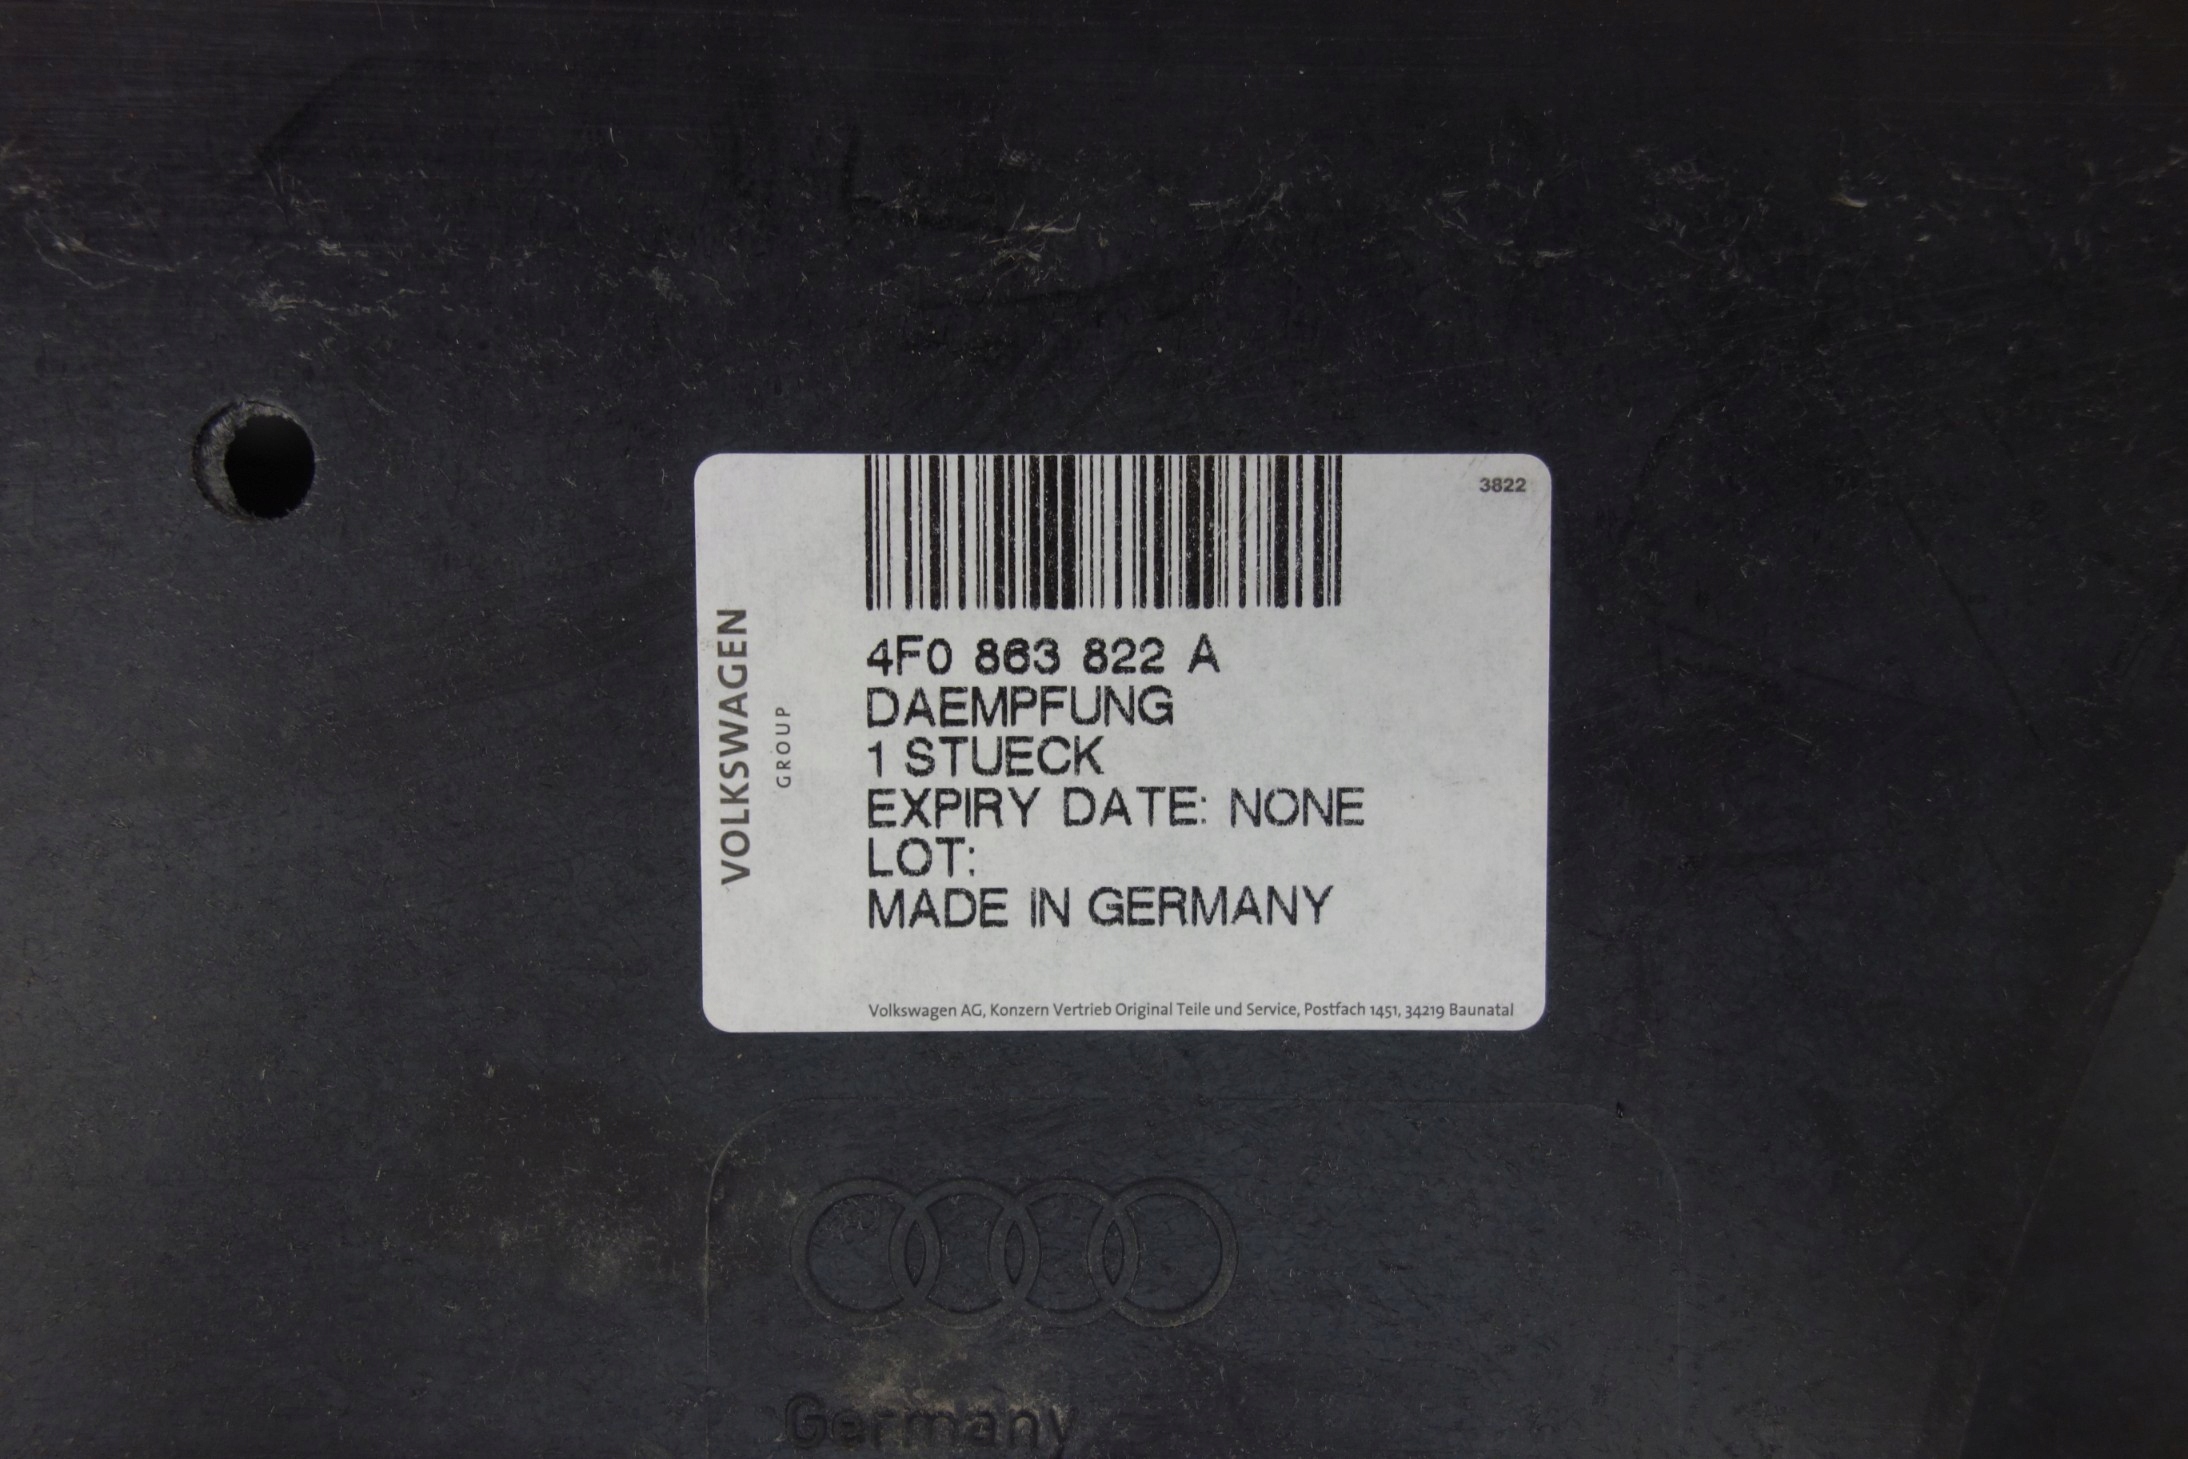 3822
VOLKSWAGEN
GROUP
4F0 863 822 A
DAEMPFUNG
1 STUECK
EXPIRY DATE: NONE
LOT:
MADE IN GERMANY
Volkswagen AG, Konzern Vertrieb Original Teile und Service, Postfach 1451, 34219 Baunatal
Germany